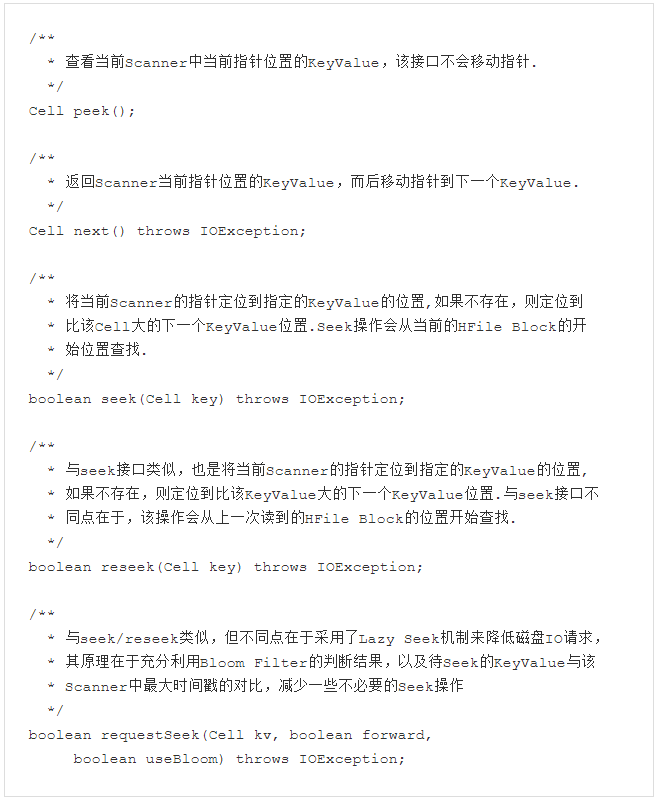 /**
* 查看当前Scanner中当前指针位置的KeyValue，该接口不会移动指针.
*/
Cell peek();
/**
* 返回Scanner当前指针位置的KeyValue，而后移动指针到下一个KeyValue.
*/
Cell next() throws IOException;
/**
* 将当前Scanner的指针定位到指定的KeyValue的位置,如果不存在，则定位到
* 比该Cell大的下一个KeyValue位置.Seek操作会从当前的HFile Block的开
* 始位置查找.
*/
boolean seek(Cell key) throws IOException;
/**
* 与seek接口类似，也是将当前Scanner的指针定位到指定的KeyValue的位置,
* 如果不存在，则定位到比该KeyValue大的下一个KeyValue位置.与seek接口不
* 同点在于，该操作会从上一次读到的HFile Block的位置开始查找.
*/
boolean reseek(Cell key) throws IOException;
/**
* 与seek/reseek类似，但不同点在于采用了Lazy Seek机制来降低磁盘IO请求，
* 其原理在于充分利用Bloom Filter的判断结果，以及待Seek的KeyValue与该
* Scanner中最大时间戳的对比，减少一些不必要的Seek操作
*/
boolean requestSeek(Cell kv, boolean forward,
boolean useBloom) throws IOException;